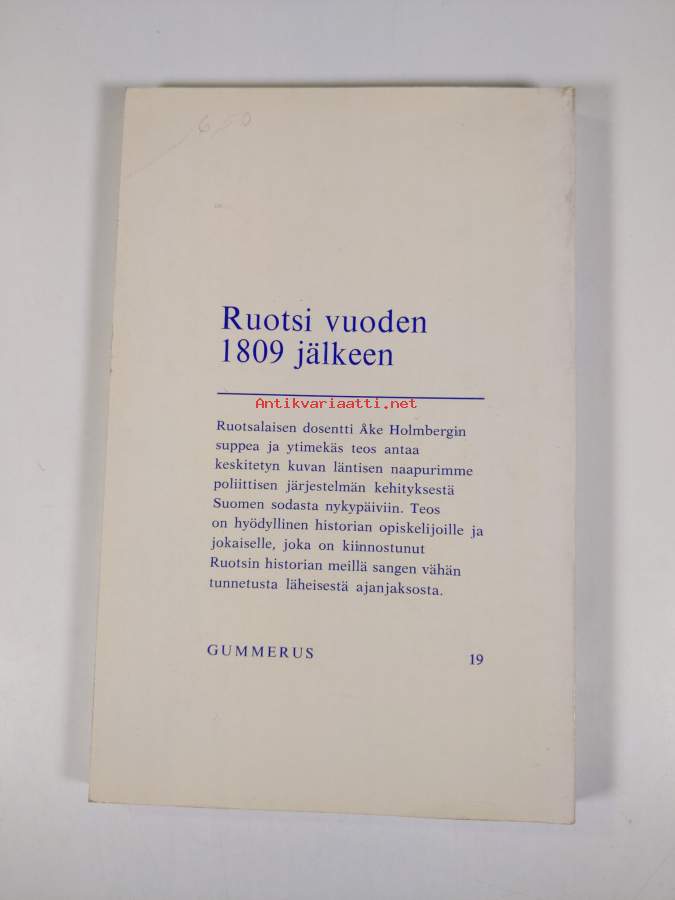 6,50
Ruotsi vuoden
1809 jälkeen
Antikvariaatti.net
Ruotsalaisen dosentti Åke Holmbergin
suppea ja ytimekäs teos antaa
keskitetyn kuvan läntisen naapurimme
poliittisen järjestelmän kehityksestä
Suomen sodasta nykypäiviin. Teos
on hyödyllinen historian opiskelijoille ja
jokaiselle, joka on kiinnostunut
Ruotsin historian meillä sangen vähän
tunnetusta läheisestä ajanjaksosta.
GUMMERUS 19